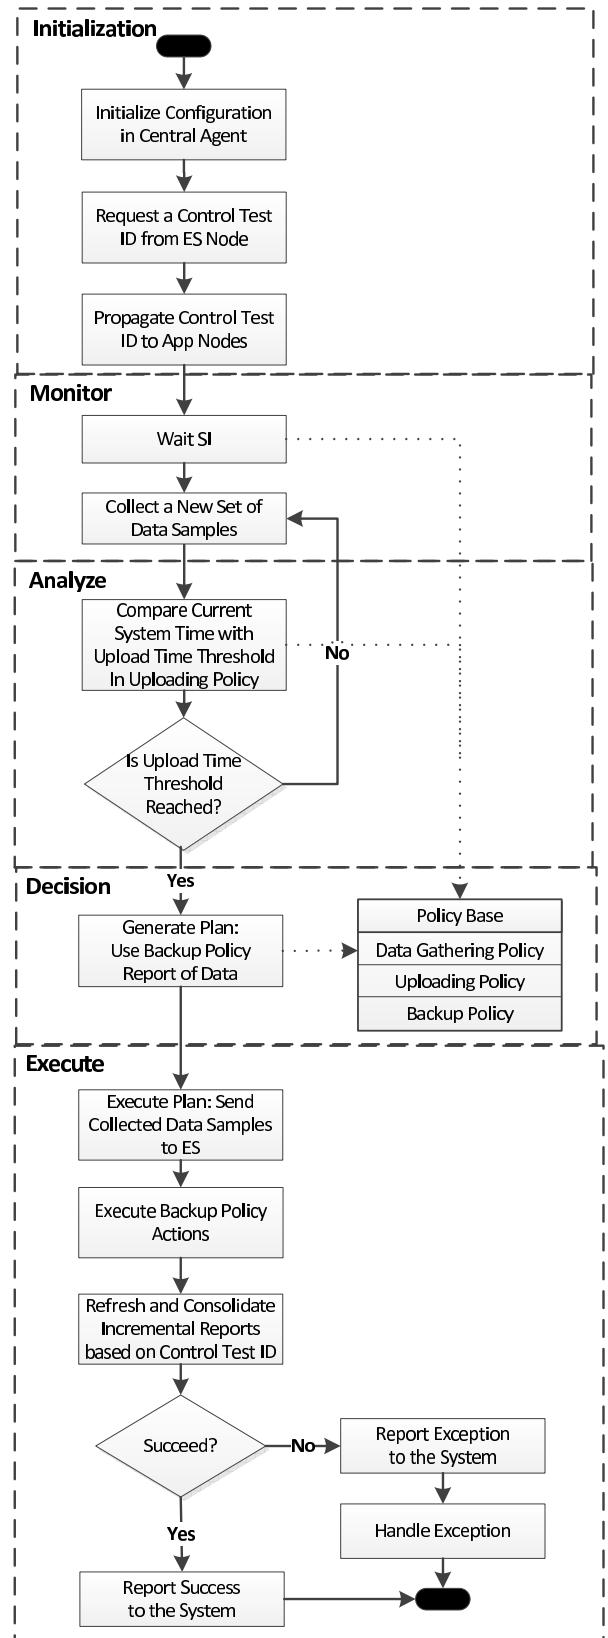 Initialization
Initialize Configuration
in Central Agent
Request a Control Test
ID from ES Node
Propagate Control Test
ID to App Nodes
Monitor
Wait SI
Collect a New Set of
Data Samples
Analyze
Compare Current
System Time with
Upload Time Threshold
In Uploading Policy
No
Is Upload Time
Threshold
Reached?
Yes
Decision
Generate Plan:
Use Backup Policy
Report of Data
Policy Base
Data Gathering Policy
Uploading Policy
Backup Policy
Execute
Execute Plan: Send
Collected Data Samples
to ES
Execute Backup Policy
Actions
Refresh and Consolidate
Incremental Reports
based on Control Test ID
Succeed?
No
Report Exception
to the System
Handle Exception
Yes
Report Success
to the System